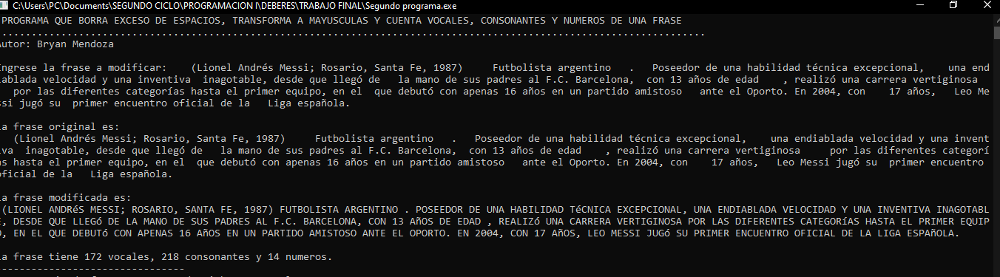 C:\Users\PC\Documents\SEGUNDO CICLO\PROGRAMACION I\DEBERES\TRABAJO FINAL\Segundo programa.exe
PROGRAMA QUE BORRA EXCESO DE ESPACIOS, TRANSFORMA A MAYUSCULAS Y CUENTA VOCALES, CONSONANTES Y NUMEROS DE UNA FRASE
Autor: Bryan Mendoza
Ingrese la frase a modificar:    (Lionel Andrés Messi; Rosario, Santa Fe, 1987)     Futbolista argentino   .   Poseedor de una habilidad técnica excepcional,    una end
iablada velocidad y una inventiva  inagotable, desde que llegó de   la mano de sus padres al F.C. Barcelona,  con 13 años de edad    , realizó una carrera vertiginosa
por las diferentes categorías hasta el primer equipo, en el  que debutó con apenas 16 años en un partido amistoso   ante el Oporto. En 2004, con    17 años,   Leo Me
ssi jugó su  primer encuentro oficial de la   Liga española.
La frase original es:
(Lionel Andrés Messi; Rosario, Santa Fe, 1987)     Futbolista argentino   .   Poseedor de una habilidad técnica excepcional,    una endiablada velocidad y una invent
iva  inagotable, desde que llegó de   la mano de sus padres al F.C. Barcelona,  con 13 años de edad    , realizó una carrera vertiginosa     por las diferentes categorí
as hasta el primer equipo, en el  que debutó con apenas 16 años en un partido amistoso   ante el Oporto. En 2004, con    17 años,   Leo Messi jugó su  primer encuentro
oficial de la   Liga española.
La frase modificada es:
(LIONEL ANDRéS MESSI; ROSARIO, SANTA FE, 1987) FUTBOLISTA ARGENTINO . POSEEDOR DE UNA HABILIDAD TéCNICA EXCEPCIONAL, UNA ENDIABLADA VELOCIDAD Y UNA INVENTIVA INAGOTABL
E, DESDE QUE LLEGó DE LA MANO DE SUS PADRES AL F.C. BARCELONA, CON 13 AñOS DE EDAD , REALIZó UNA CARRERA VERTIGINOSA POR LAS DIFERENTES CATEGORíAS HASTA EL PRIMER EQUIP
O, EN EL QUE DEBUTó CON APENAS 16 AñOS EN UN PARTIDO AMISTOSO ANTE EL OPORTO. EN 2004, CON 17 AñOS, LEO MESSI JUGó SU PRIMER ENCUENTRO OFICIAL DE LA LIGA ESPAñOLA.
La frase tiene 172 vocales, 218 consonantes y 14 numeros.
--------------------------------